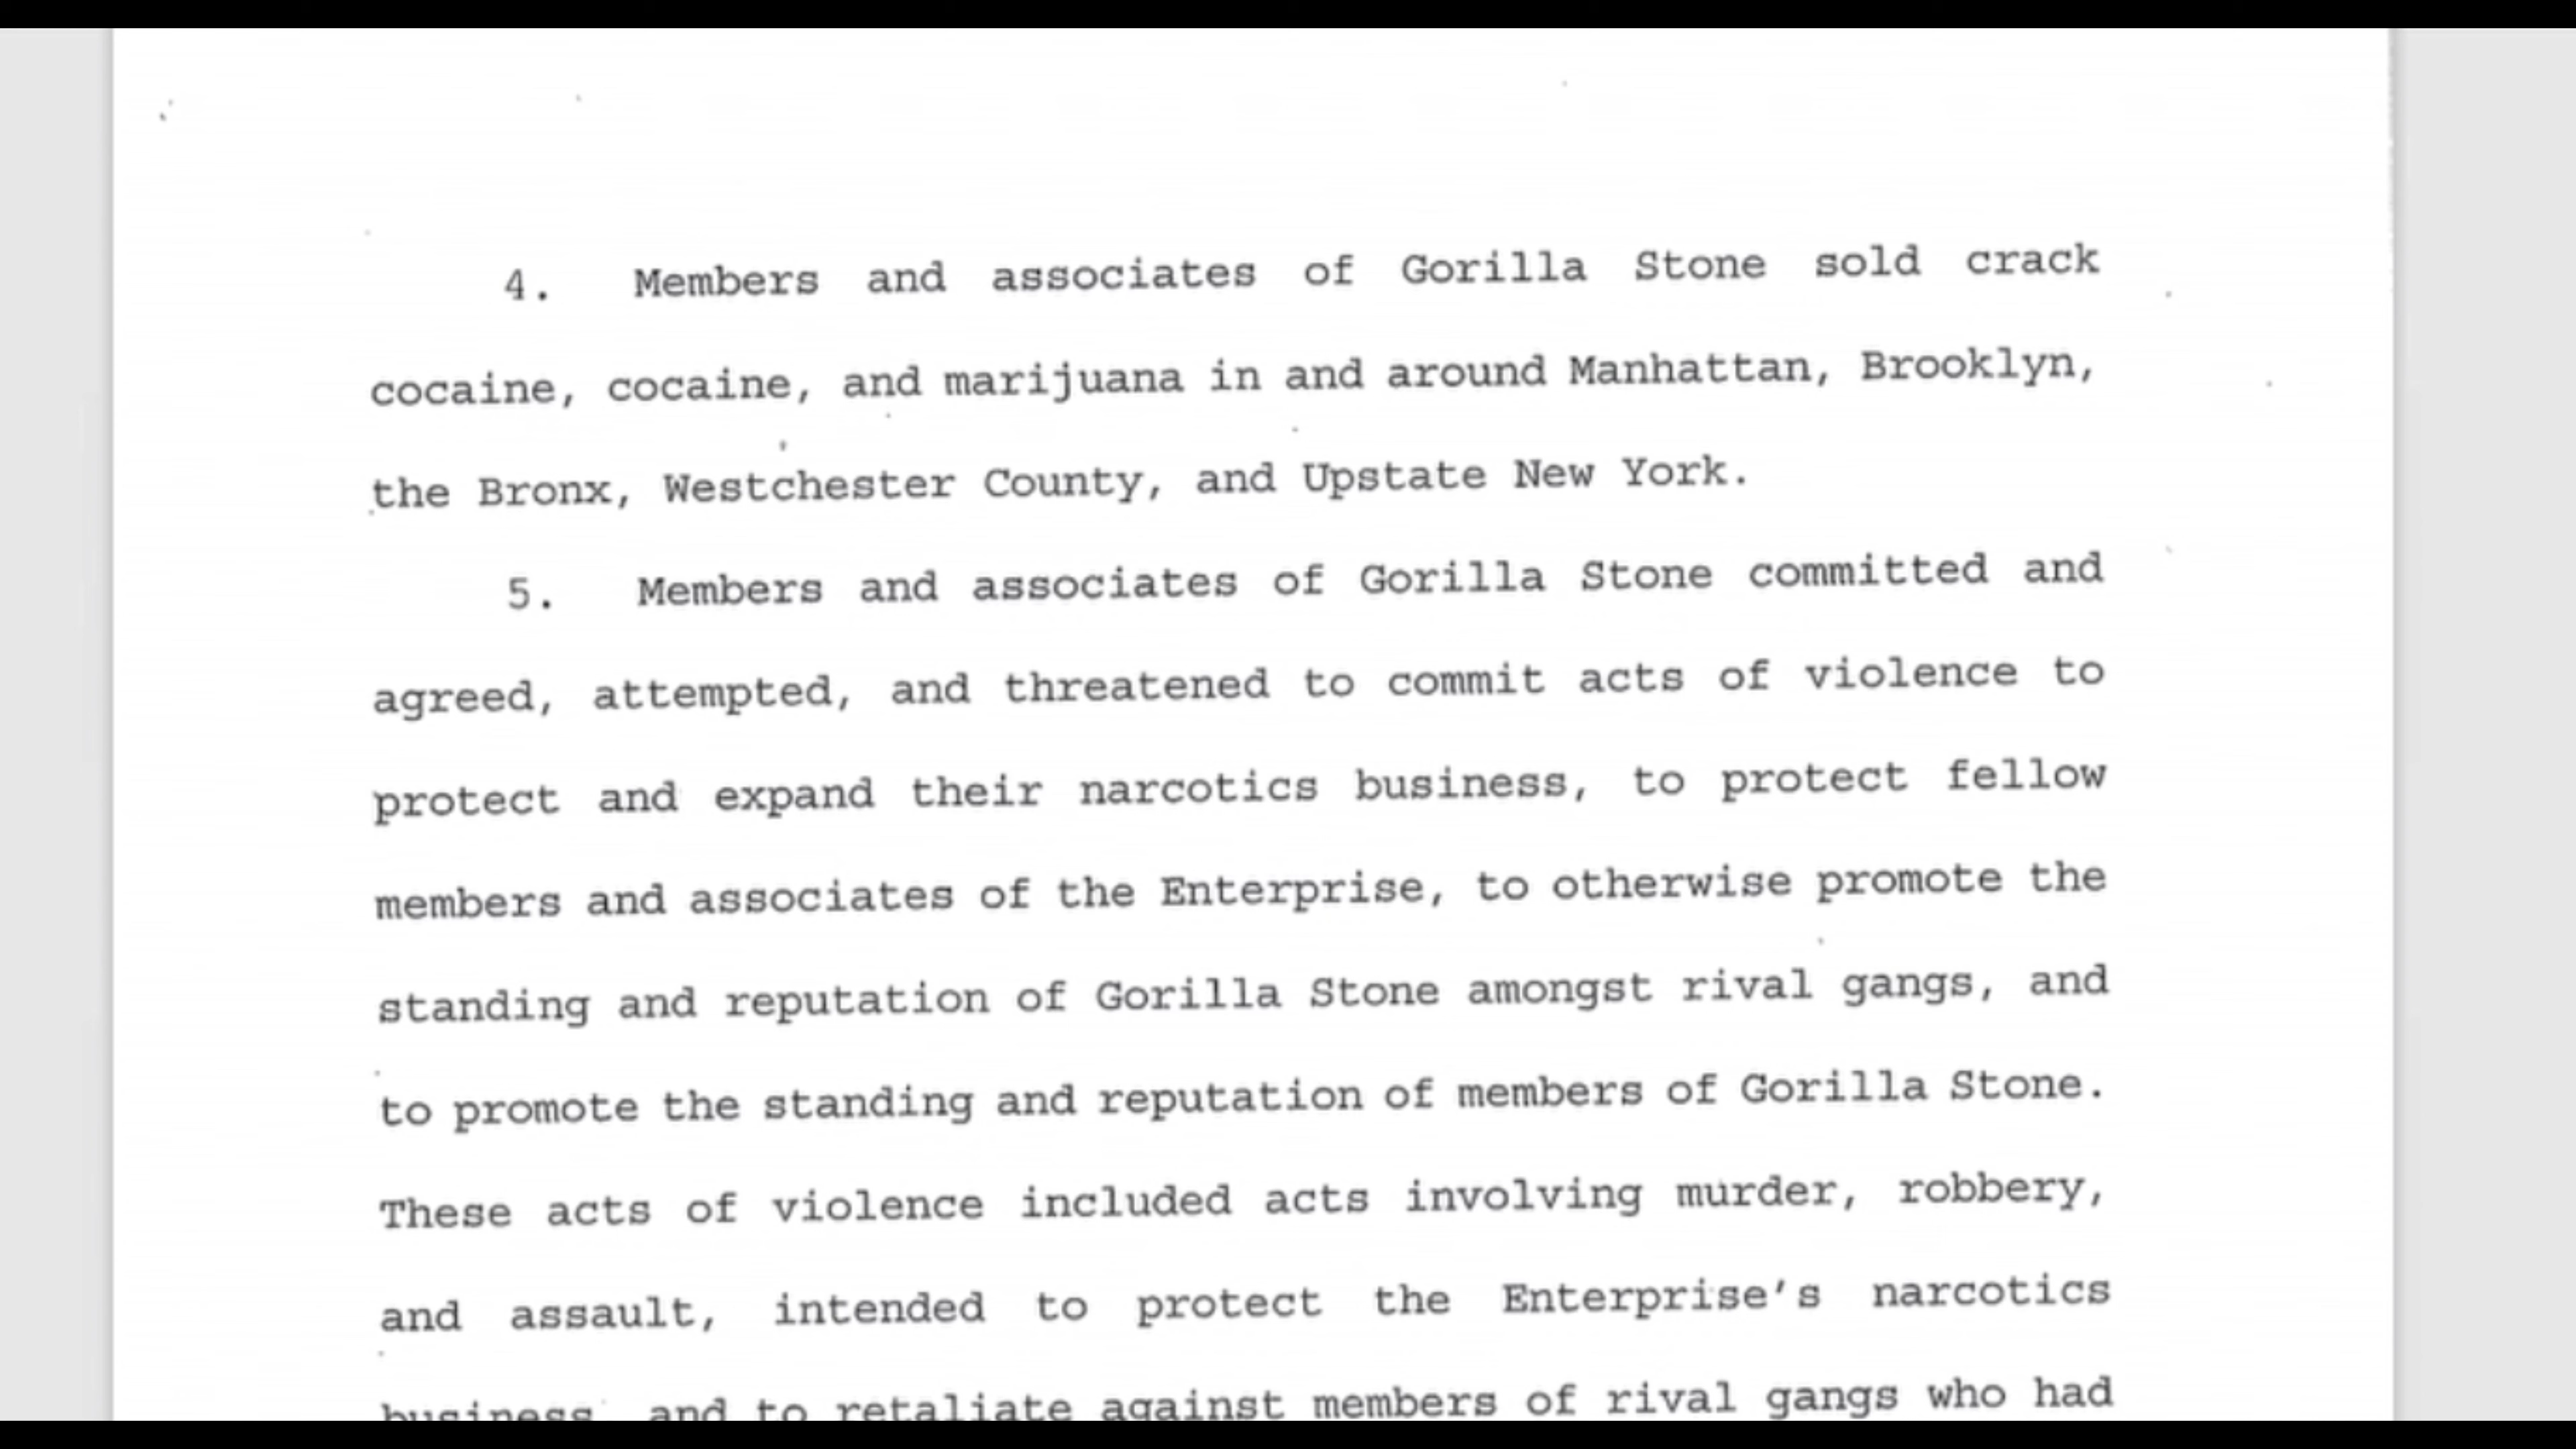 4. Members and associates of Gorilla Stone sold crack
cocaine, cocaine, and marijuana in and around Manhattan, Brooklyn,
the Bronx, Westchester County, and Upstate New York.
5. Members and associates of Gorilla Stone committed and
agreed, attempted, and threatened to commit acts of violence to
protect and expand their narcotics business, to protect fellow
members and associates of the Enterprise, to otherwise promote the
standing and reputation of Gorilla Stone amongst rival gangs, and
to promote the standing and reputation of members of Gorilla Stone.
These acts of violence included acts involving murder, robbery,
and assault, intended to protect the Enterprise's narcotics
business, and to retaliate against members of rival gangs who had